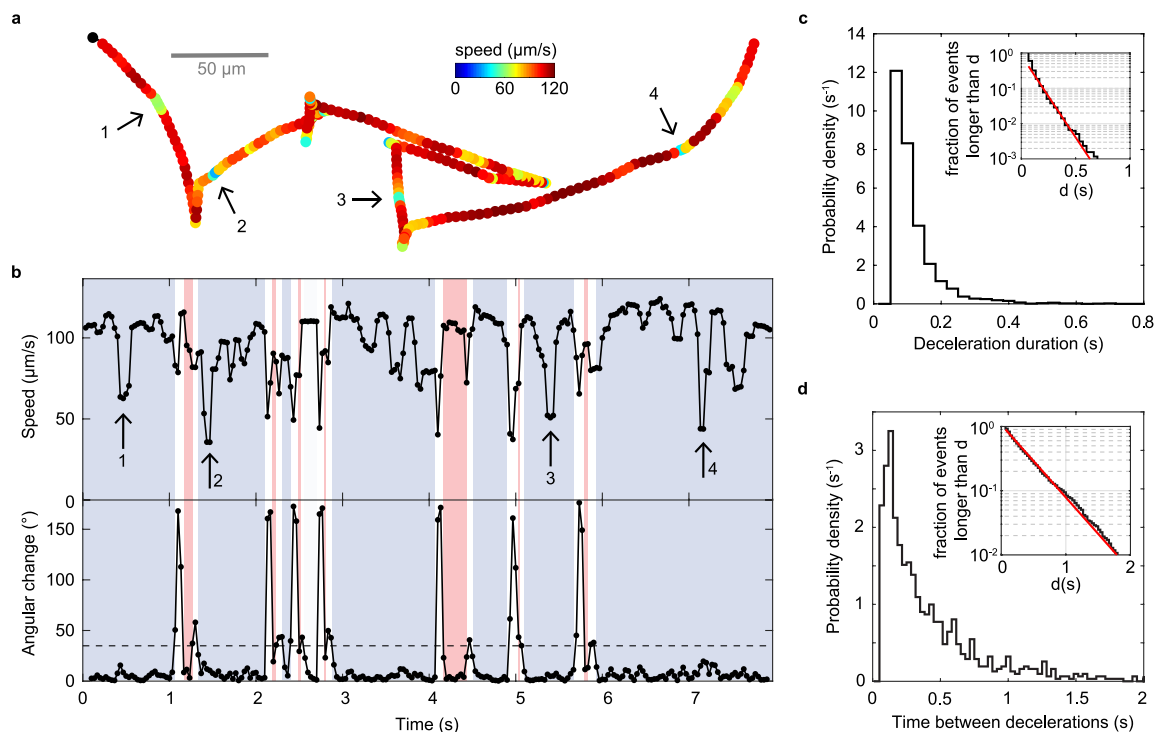 a
50 µm
speed (µm/s)
0 60 120
1
2
3
4
b
Speed (µm/s)
100
50
0
1
2
3
4
Angular change (°)
150
100
50
0
0 1 2 3 4 5 6 7
Time (s)
c
Probability density (s⁻¹)
14
12
10
8
6
4
2
0
0 0.2 0.4 0.6 0.8
Deceleration duration (s)
fraction of events
longer than d
10⁰
10⁻¹
10⁻²
10⁻³
0 0.5 1
d (s)
d
Probability density (s⁻¹)
3
2
1
0
0 0.5 1.0 1.5 2
Time between decelerations (s)
fraction of events
longer than d
10⁰
10⁻¹
10⁻²
0 1 2
d(s)